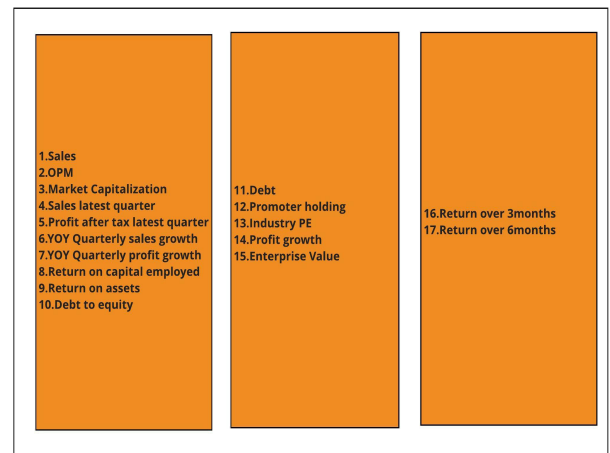 1.Sales
2.OPM
3.Market Capitalization
4.Sales latest quarter
5.Profit after tax latest quarter
6.YOY Quarterly sales growth
7.YOY Quarterly profit growth
8.Return on capital employed
9.Return on assets
10.Debt to equity
11.Debt
12.Promoter holding
13.Industry PE
14.Profit growth
15.Enterprise Value
16.Return over 3months
17.Return over 6months